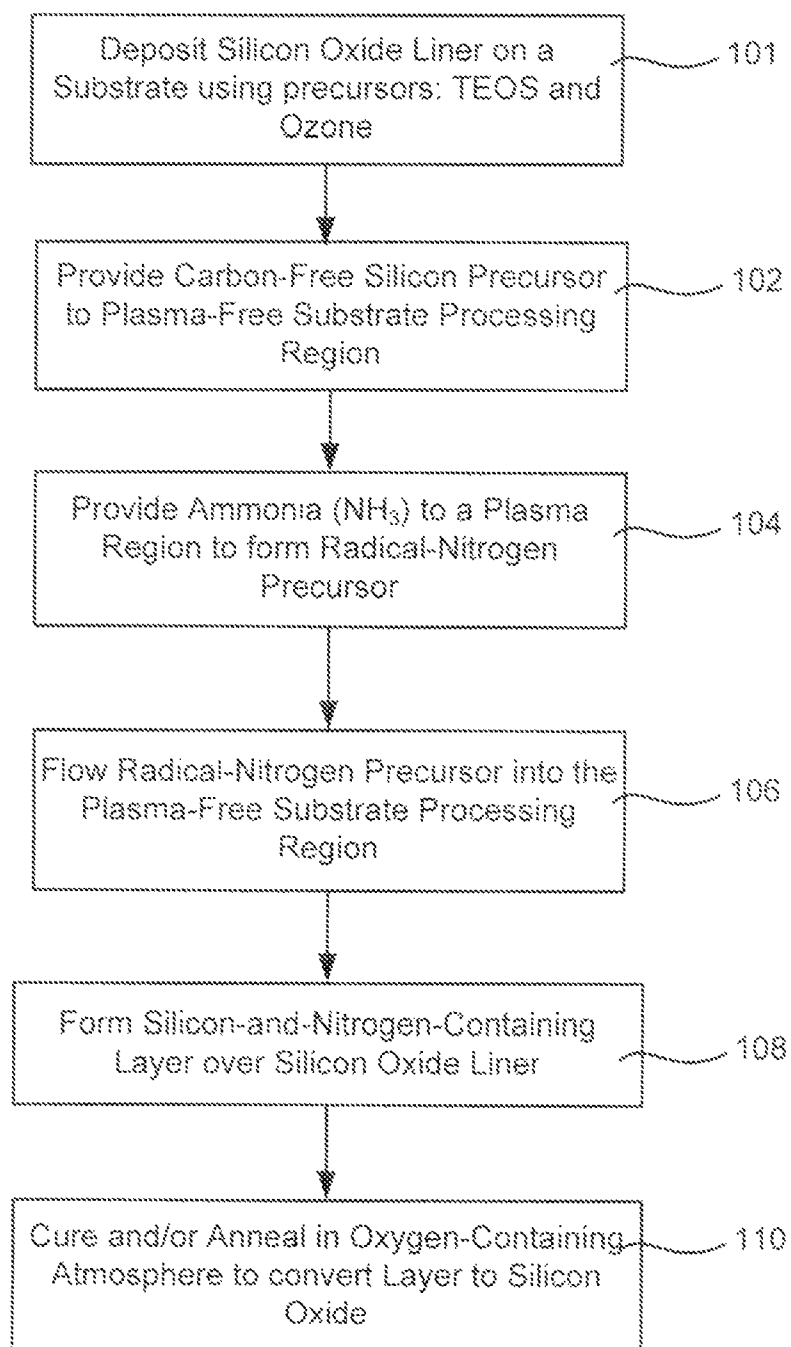 Deposit Silicon Oxide Liner on a
Substrate using precursors: TEOS and
Ozone
101
Provide Carbon-Free Silicon Precursor
to Plasma-Free Substrate Processing
Region
102
Provide Ammonia (NH₃) to a Plasma
Region to form Radical-Nitrogen
Precursor
104
Flow Radical-Nitrogen Precursor into the
Plasma-Free Substrate Processing
Region
106
Form Silicon-and-Nitrogen-Containing
Layer over Silicon Oxide Liner
108
Cure and/or Anneal in Oxygen-Containing
Atmosphere to convert Layer to Silicon
Oxide
110